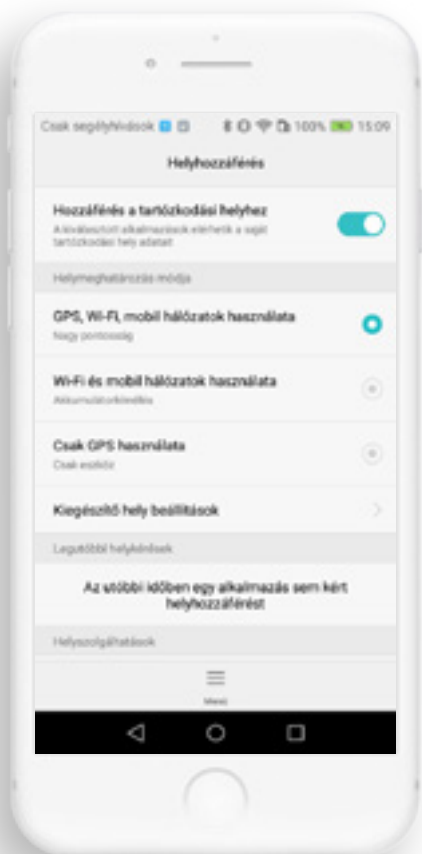 Csak segélyhívások 100% 15:09
Helyhozzáférés
Hozzáférés a tartózkodási helyhez
A kiválasztott alkalmazások elérhetik a saját
tartózkodási hely adatait
Helymeghatározás módja
GPS, Wi-Fi, mobil hálózatok használata
Nagy pontosság
Wi-Fi és mobil hálózatok használata
Akkumulátorkímélés
Csak GPS használata
Csak eszköz
Kiegészítő hely beállítások
Legutóbbi helykérések
Az utóbbi időben egy alkalmazás sem kért
helyhozzáférést
Helyszolgáltatások
Menü